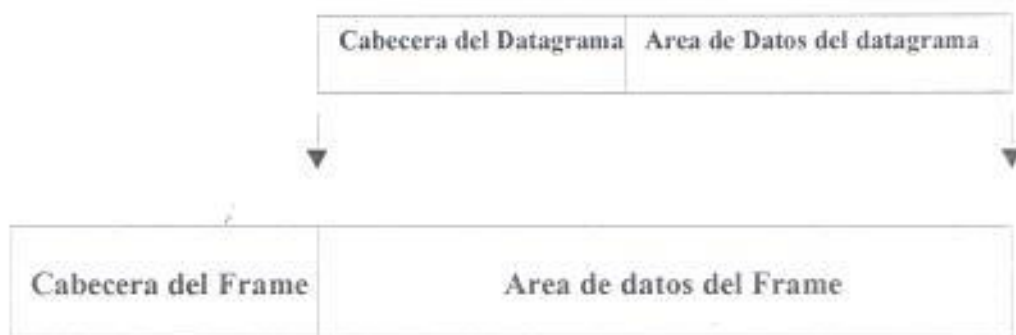 Cabecera del Datagrama Area de Datos del datagrama
Cabecera del Frame Area de datos del Frame